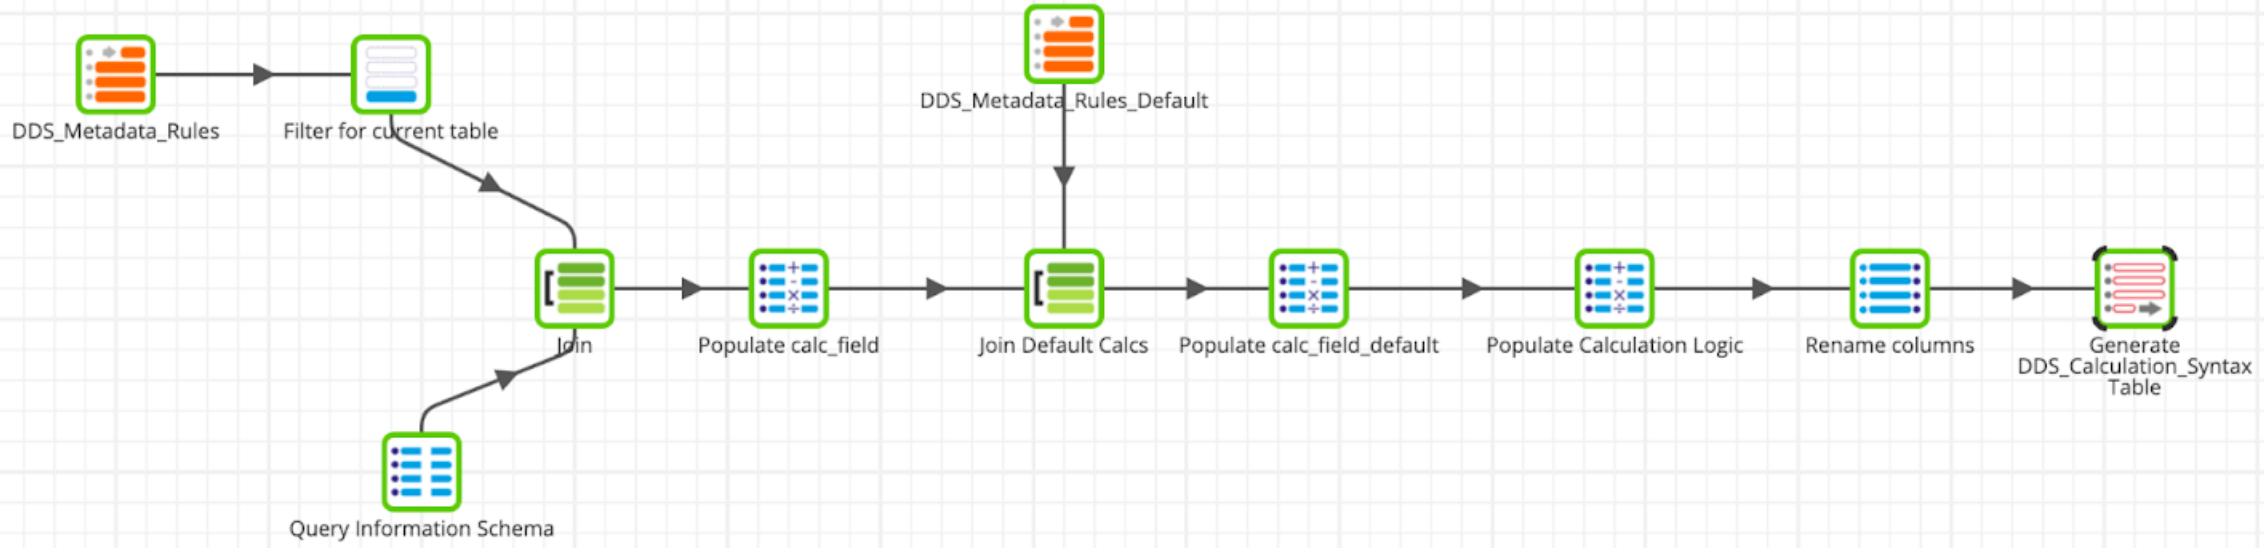 DDS_Metadata_Rules
Filter for current table
DDS_Metadata_Rules_Default
Join
Populate calc_field
Join Default Calcs
Populate calc_field_default
Populate Calculation Logic
Rename columns
Generate
DDS_Calculation_Syntax
Table
Query Information Schema